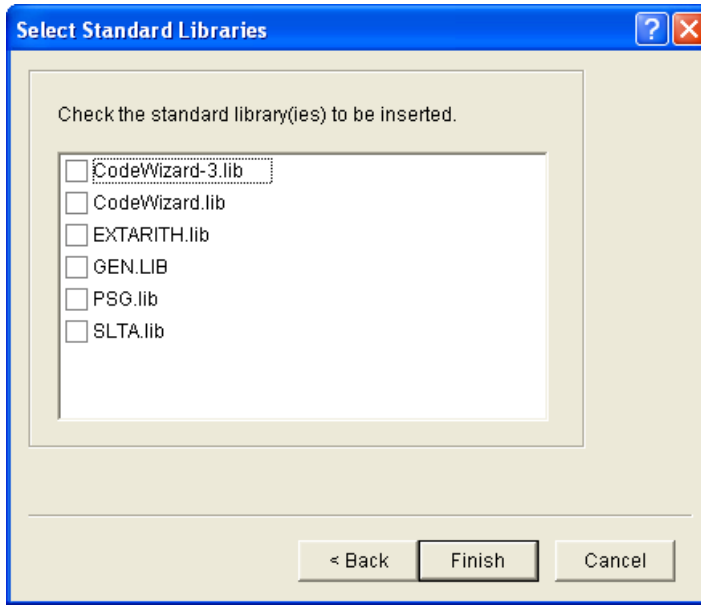 Select Standard Libraries
?
Check the standard library(ies) to be inserted.
CodeWizard-3.lib
CodeWizard.lib
EXTARITH.lib
GEN.LIB
PSG.lib
SLTA.lib
< Back Finish Cancel